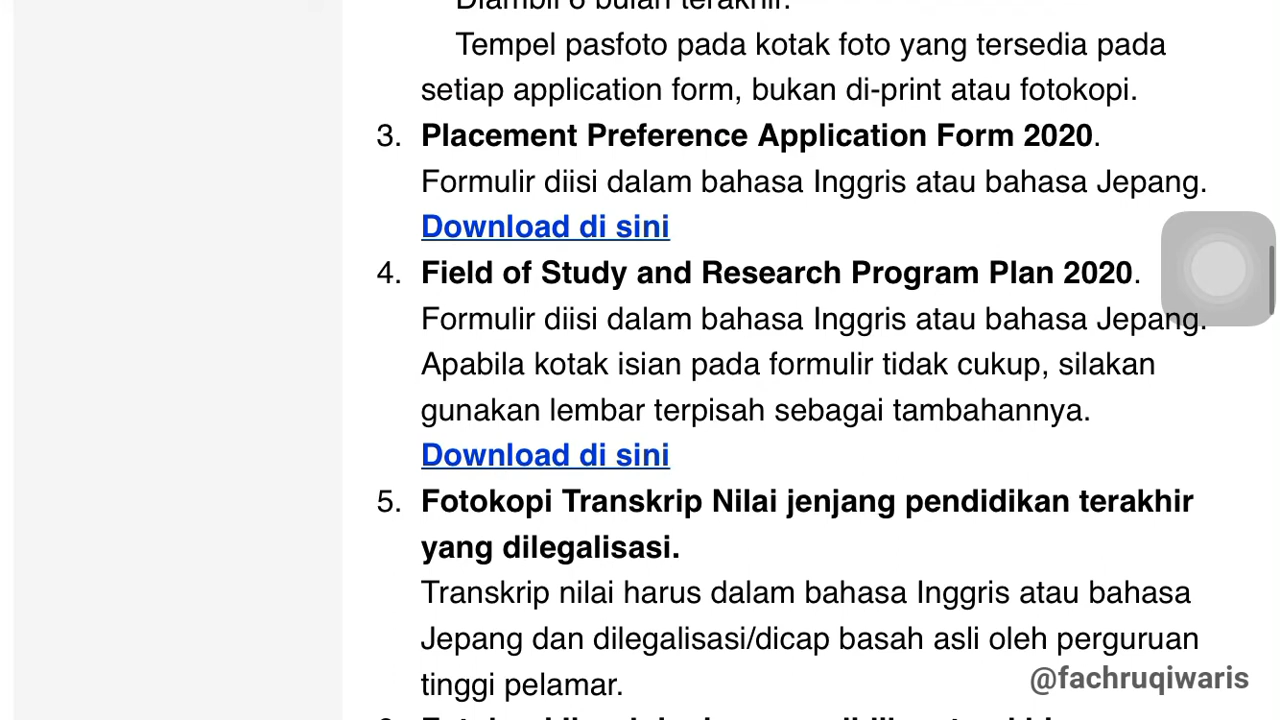 Diambil 6 bulan terakhir.
Tempel pasfoto pada kotak foto yang tersedia pada
setiap application form, bukan di-print atau fotokopi.
3. Placement Preference Application Form 2020.
Formulir diisi dalam bahasa Inggris atau bahasa Jepang.
Download di sini
4. Field of Study and Research Program Plan 2020.
Formulir diisi dalam bahasa Inggris atau bahasa Jepang.
Apabila kotak isian pada formulir tidak cukup, silakan
gunakan lembar terpisah sebagai tambahannya.
Download di sini
5. Fotokopi Transkrip Nilai jenjang pendidikan terakhir
yang dilegalisasi.
Transkrip nilai harus dalam bahasa Inggris atau bahasa
Jepang dan dilegalisasi/dicap basah asli oleh perguruan
tinggi pelamar.
@fachruqiwaris